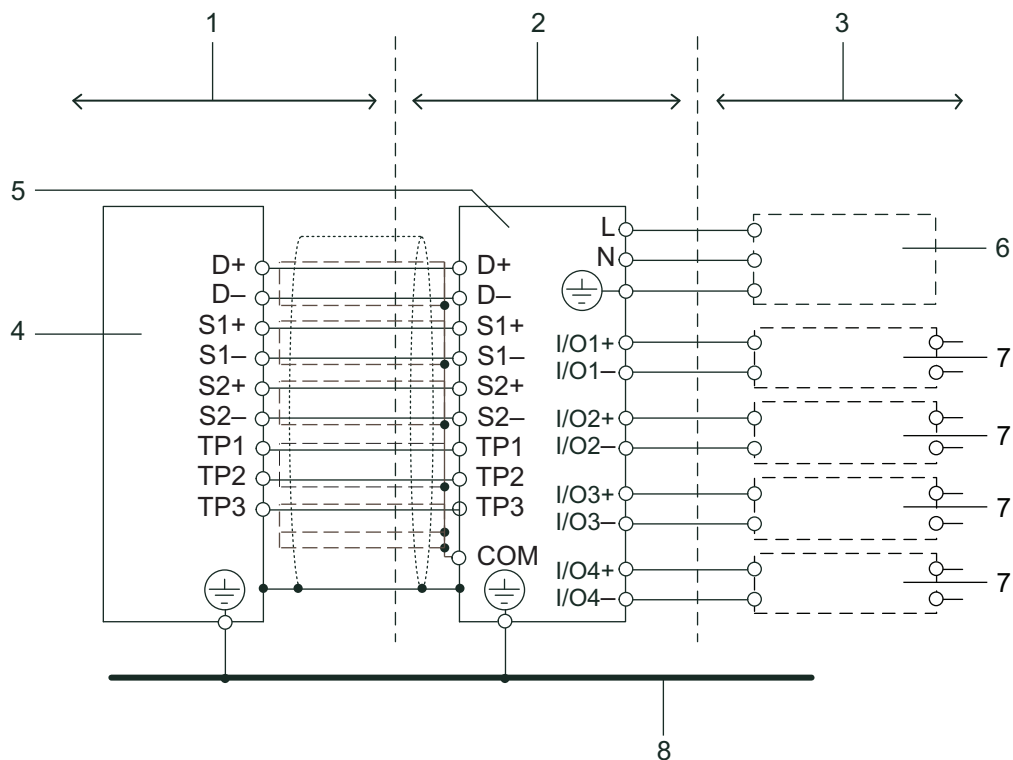 1
2
3
5
L
N
6
D+ D+
D– D–
S1+ S1+
4
I/O1+
7
S1– S1–
I/O1–
S2+ S2+
I/O2+
7
S2– S2–
I/O2–
TP1 TP1
TP2 TP2
I/O3+
7
TP3 TP3
I/O3–
COM
I/O4+
7
I/O4–
8